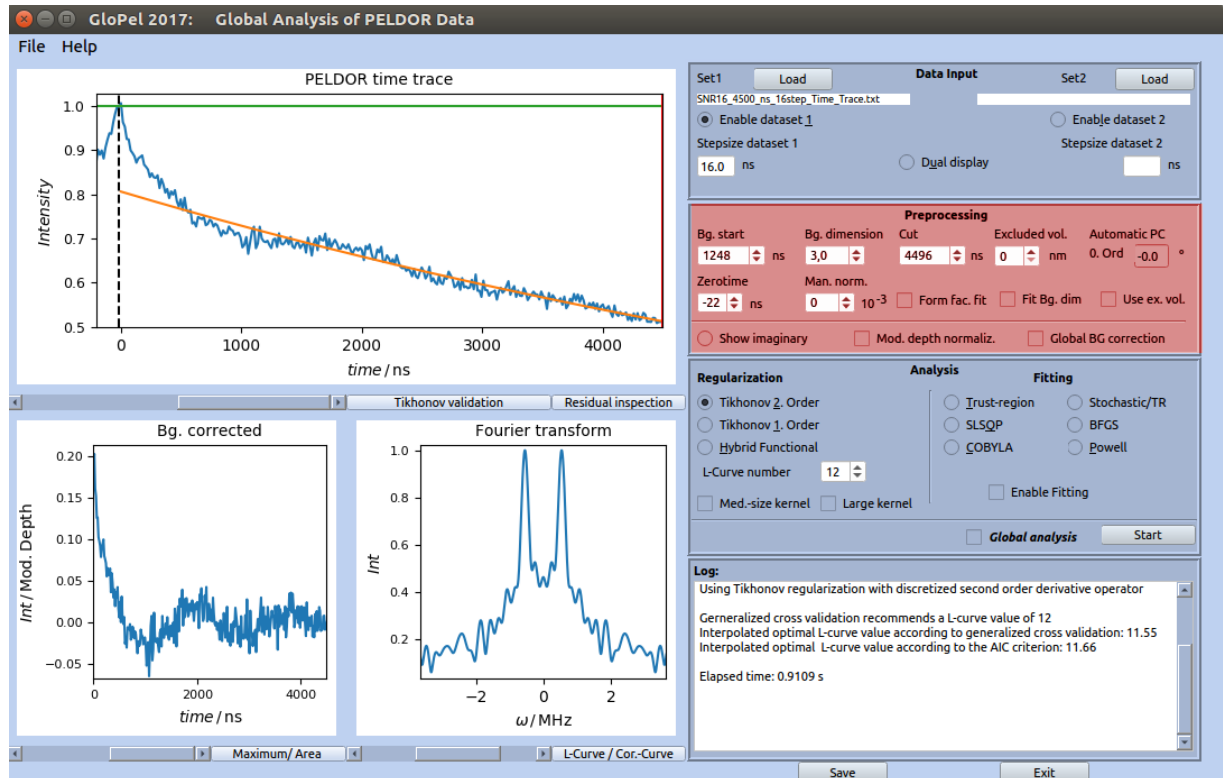 GloPel 2017: Global Analysis of PELDOR Data
File Help
PELDOR time trace
1.0
0.9
0.8
0.7
0.6
0.5
Intensity
0 1000 2000 3000 4000
time / ns
Tikhonov validation Residual inspection
Bg. corrected
0.20
0.15
0.10
0.05
0.00
−0.05
Int / Mod. Depth
0 2000 4000
time / ns
Maximum/ Area
Fourier transform
1.0
0.8
0.6
0.4
0.2
Int
−2 0 2
ω / MHz
L-Curve / Cor.-Curve
Data Input
Set1 Load Set2 Load
SNR16_4500_ns_16step_Time_Trace.txt
Enable dataset 1 Enable dataset 2
Stepsize dataset 1 Stepsize dataset 2
16.0 ns Dual display ns
Preprocessing
Bg. start Bg. dimension Cut Excluded vol. Automatic PC
1248 ns 3,0 4496 ns 0 nm 0. Ord -0.0 °
Zerotime Man. norm.
-22 ns 0 10-3 Form fac. fit Fit Bg. dim Use ex. vol.
Show imaginary Mod. depth normaliz. Global BG correction
Analysis
Regularization Fitting
Tikhonov 2. Order Trust-region Stochastic/TR
Tikhonov 1. Order SLSQP BFGS
Hybrid Functional COBYLA Powell
L-Curve number 12
Med.-size kernel Large kernel Enable Fitting
Global analysis Start
Log:
Using Tikhonov regularization with discretized second order derivative operator
Gerneralized cross validation recommends a L-curve value of 12
Interpolated optimal L-curve value according to generalized cross validation: 11.55
Interpolated optimal L-curve value according to the AIC criterion: 11.66
Elapsed time: 0.9109 s
Save Exit